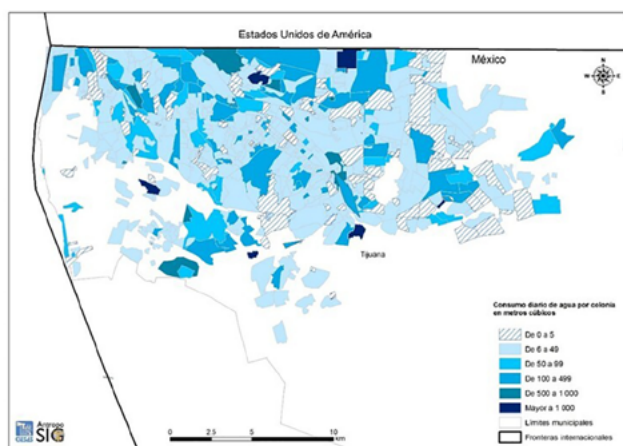 Estados Unidos de América
México
N
W E
S
Tijuana
Consumo diario de agua por colonia
en metros cúbicos
De 0 a 5
De 6 a 49
De 50 a 99
De 100 a 499
De 500 a 1 000
Mayor a 1 000
Límites municipales
Fronteras internacionales
Antropo
SIG
0 2.5 5 10
km